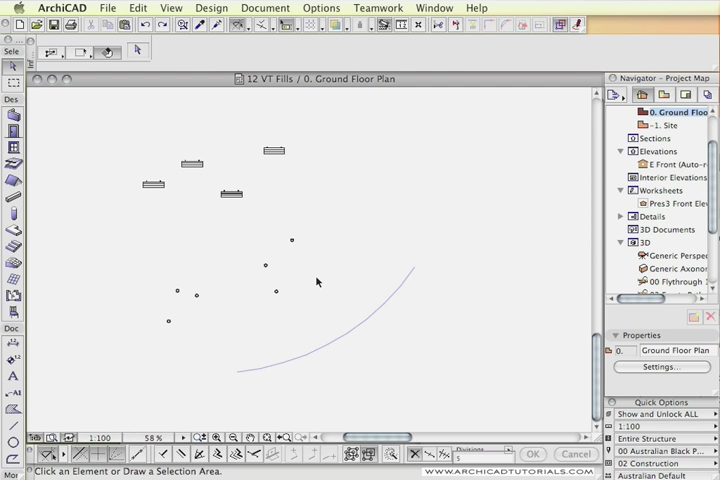 ArchiCAD File Edit View Design Document Options Teamwork Window Help
Sele
12 VT Fills / 0. Ground Floor Plan
Navigator - Project Map
Des
0. Ground Floo
-1. Site
Sections
Elevations
E Front (Auto-r
Interior Elevations
Worksheets
Pres3 Front Ele
Details
3D Documents
3D
Generic Perspe
Generic Axonor
00 Flythrough
Doc
A
A1
Mor
Properties
0. Ground Floor Plan
Settings...
Quick Options
Show and Unlock ALL
1:100
Entire Structure
00 Australian Black P
02 Construction
Australian Default
1:100 58 %
Divisions
5
OK Cancel
Click an Element or Draw a Selection Area.
WWW.ARCHICADTUTORIALS.COM